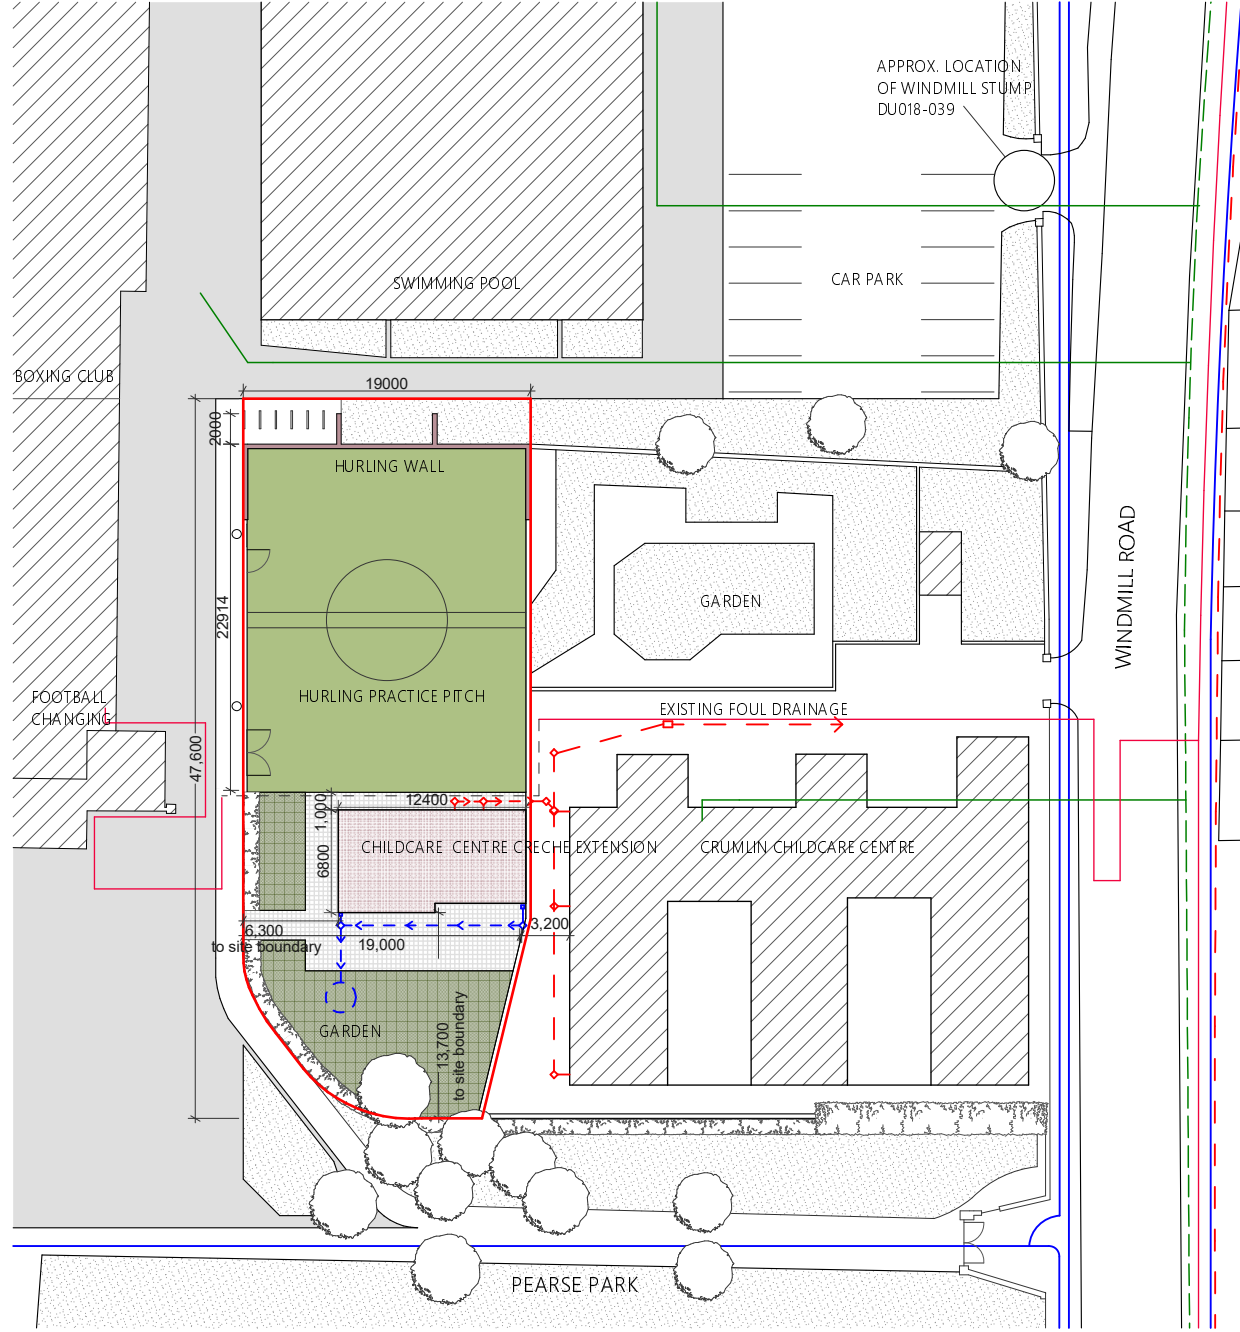 APPROX. LOCATION
OF WINDMILL STUMP
DU018-039
SWIMMING POOL
CAR PARK
BOXING CLUB
19000
2000
HURLING WALL
WINDMILL ROAD
GARDEN
22914
HURLING PRACTICE PITCH
FOOTBALL
CHANGING
EXISTING FOUL DRAINAGE
47,600
12400
1,000
6800
CHILDCARE CENTRE CRECHE EXTENSION
CRUMLIN CHILDCARE CENTRE
6,300
to site boundary
19,000
3,200
GARDEN
13,700
to site boundary
PEARSE PARK